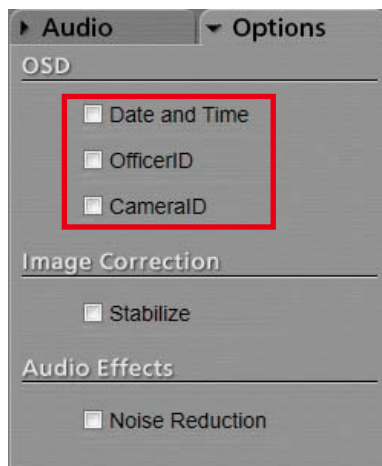 Audio Options
OSD
Date and Time
OfficerID
CameraID
Image Correction
Stabilize
Audio Effects
Noise Reduction